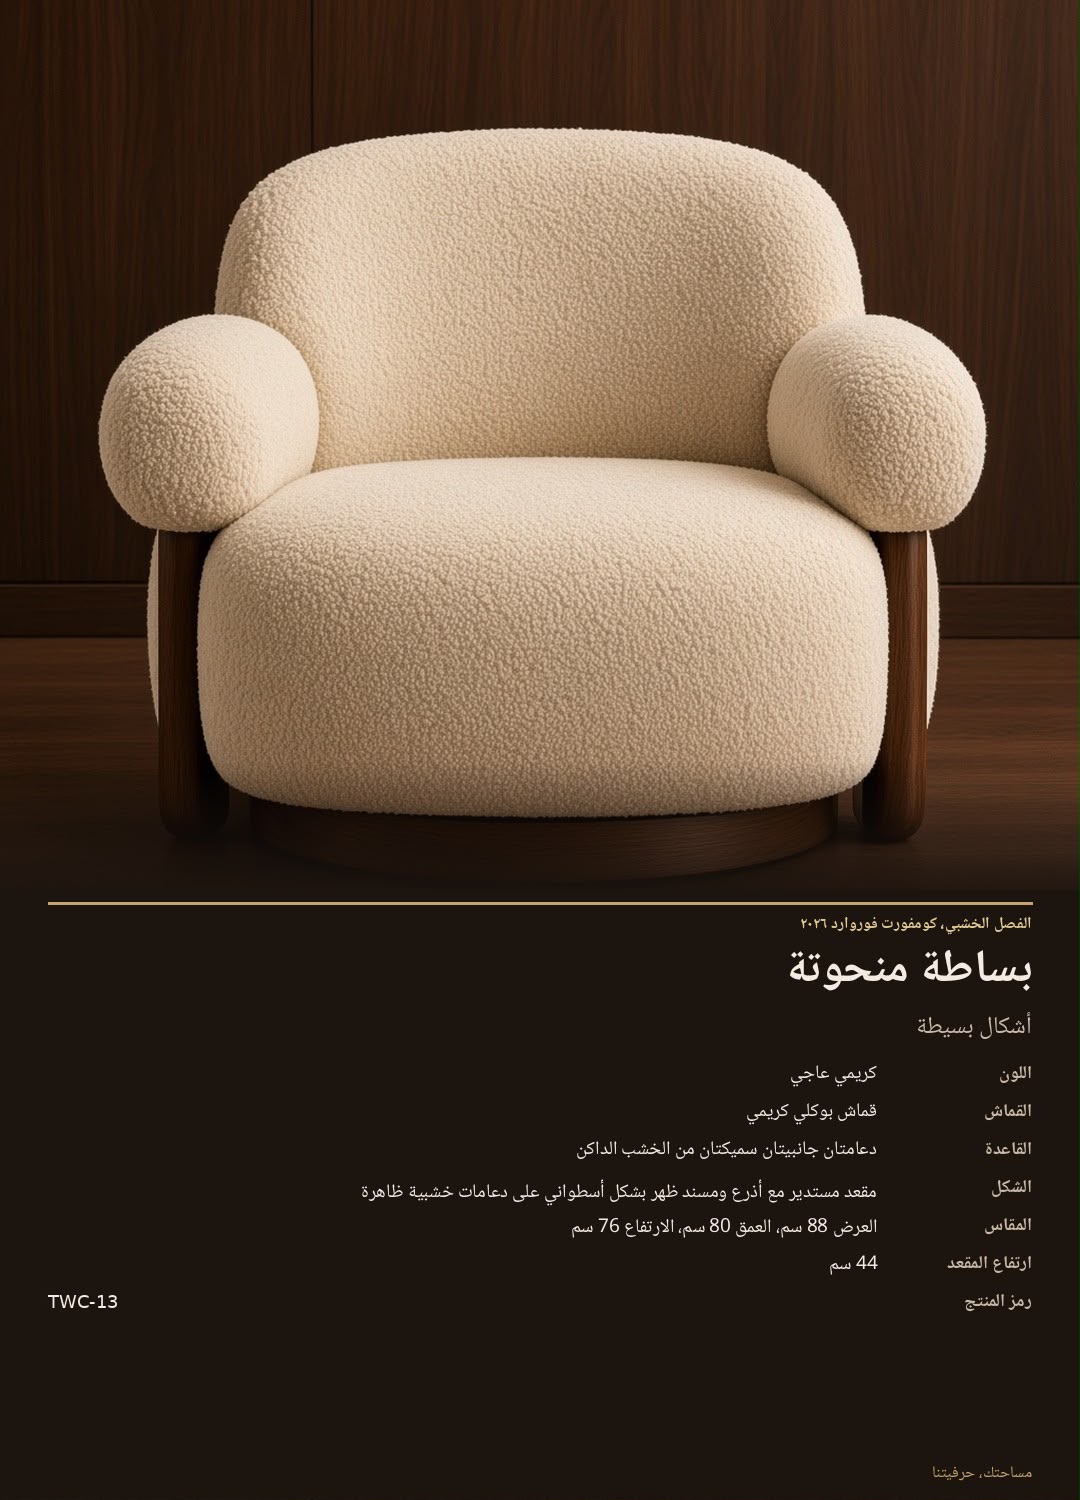 الفصل الخشبي، كومفورت فوروارد ٢٠٢٦
بساطة منحوتة
أشكال بسيطة
اللون كريمي عاجي
القماش قماش بوكلي كريمي
القاعدة دعامتان جانبيتان سميكتان من الخشب الداكن
الشكل مقعد مستدير مع أذرع ومسند ظهر بشكل أسطواني على دعامات خشبية ظاهرة
المقاس العرض 88 سم، العمق 80 سم، الارتفاع 76 سم
ارتفاع المقعد 44 سم
رمز المنتج TWC-13
مساحتك، حرفيتنا